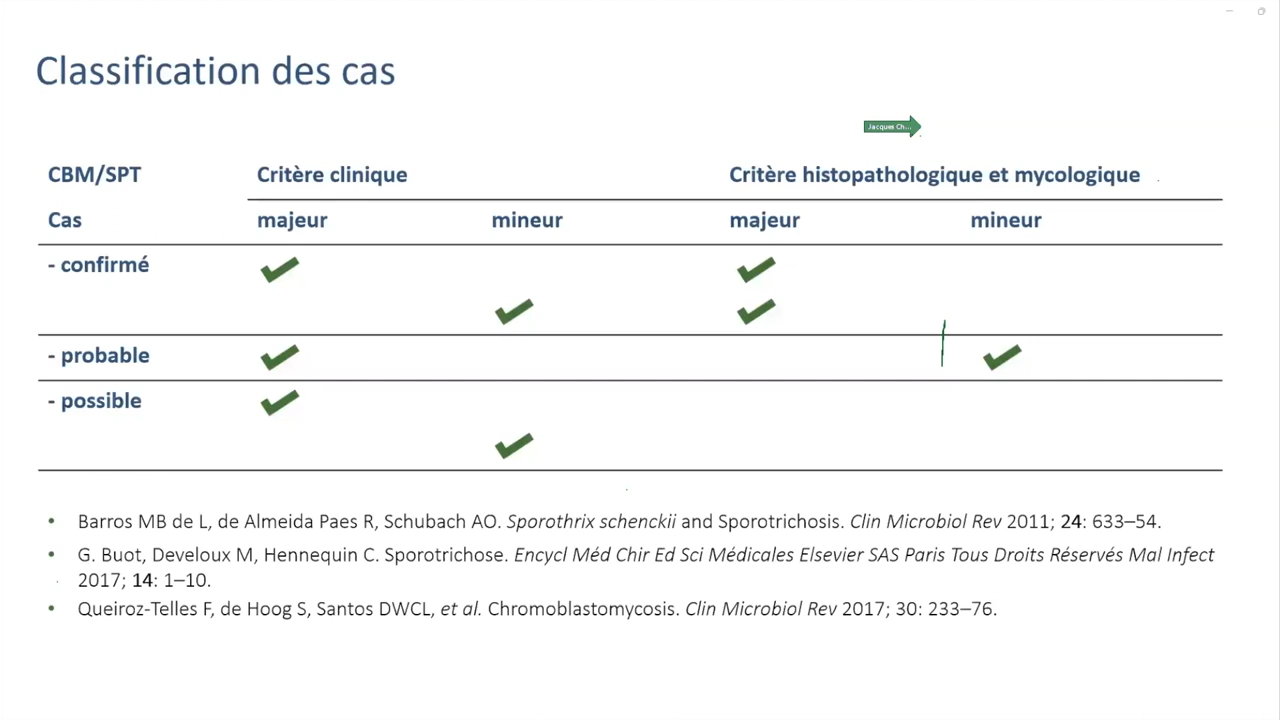 Classification des cas
Jacques Ch...
CBM/SPT Critère clinique Critère histopathologique et mycologique
Cas majeur mineur majeur mineur
- confirmé
- probable
- possible
• Barros MB de L, de Almeida Paes R, Schubach AO. Sporothrix schenckii and Sporotrichosis. Clin Microbiol Rev 2011; 24: 633–54.
• G. Buot, Develoux M, Hennequin C. Sporotrichose. Encycl Méd Chir Ed Sci Médicales Elsevier SAS Paris Tous Droits Réservés Mal Infect
2017; 14: 1–10.
• Queiroz-Telles F, de Hoog S, Santos DWCL, et al. Chromoblastomycosis. Clin Microbiol Rev 2017; 30: 233–76.